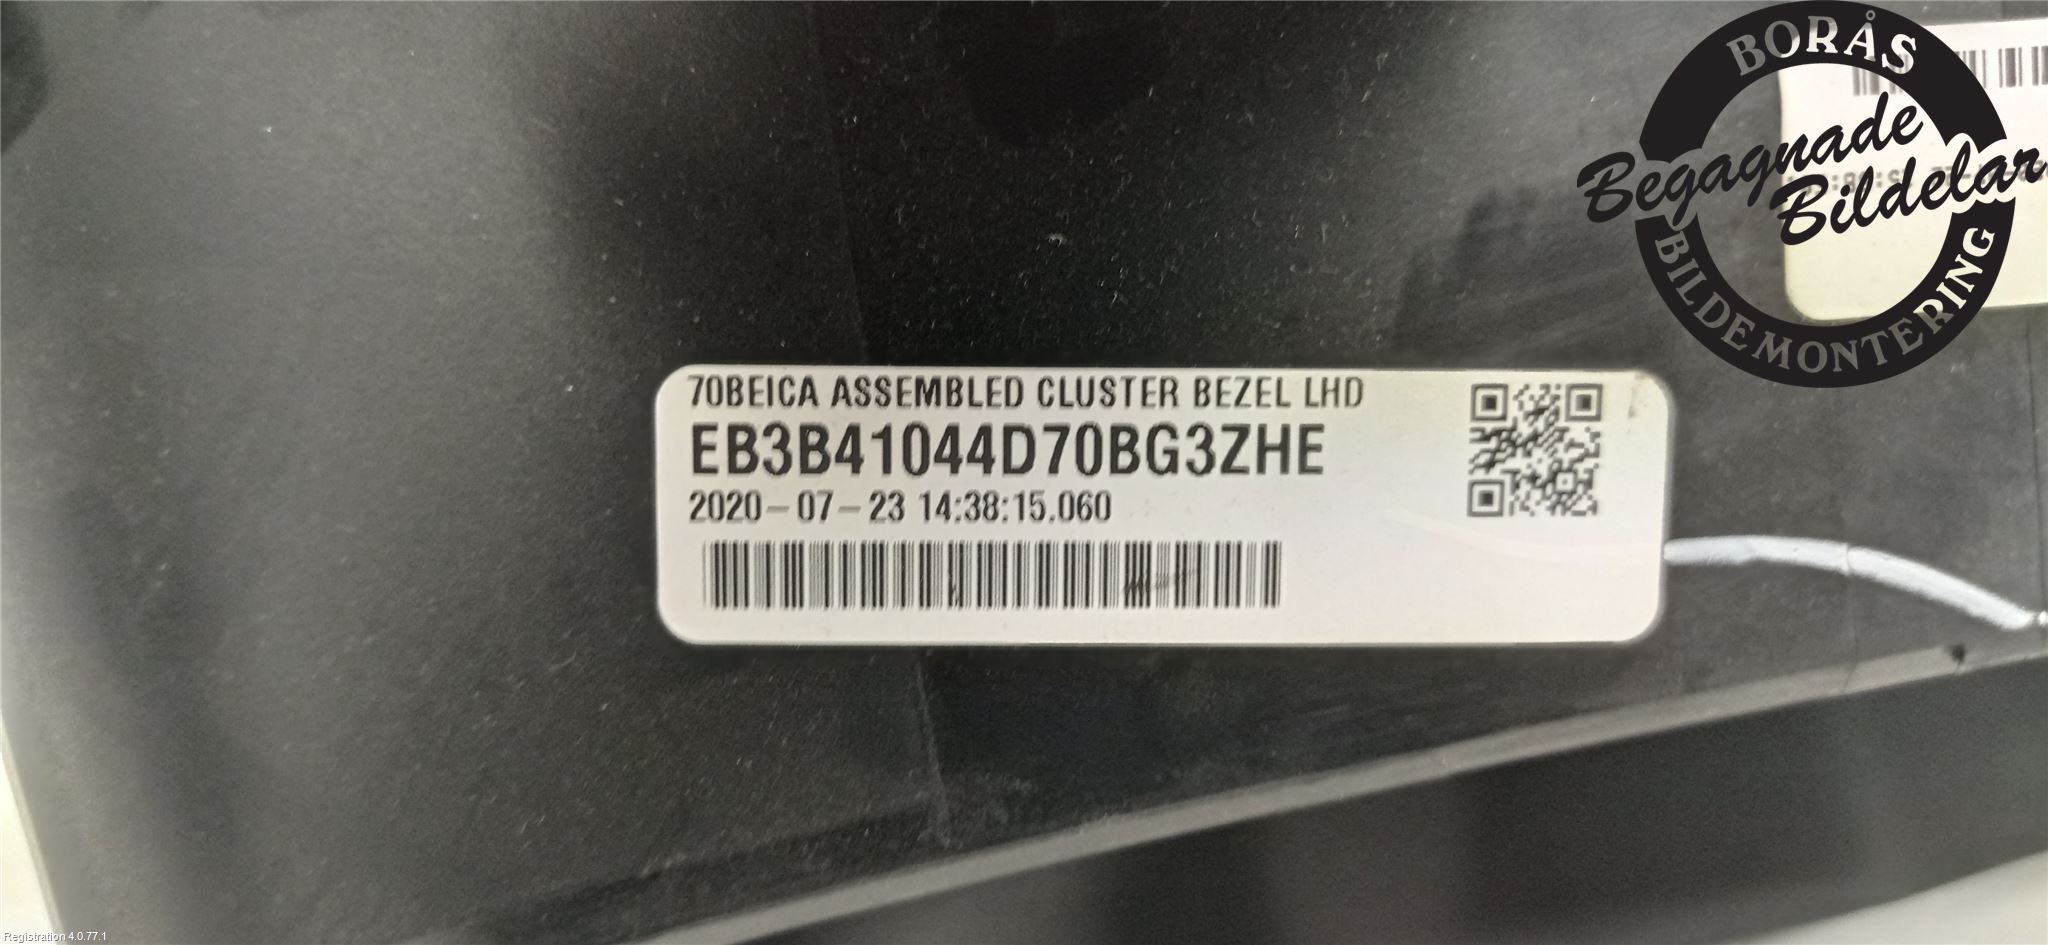 BORÅS
Begagnade
Bildelar
BILDEMONTERING
70BEICA ASSEMBLED CLUSTER BEZEL LHD
EB3B41044D70BG3ZHE
2020-07-23 14:38:15.060
Registration 4.0.77.1